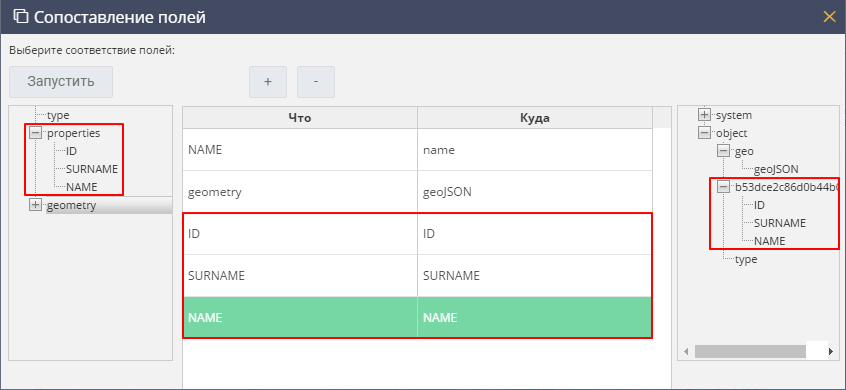 Сопоставление полей
Выберите соответствие полей:
Запустить
+ -
type
properties
ID
SURNAME
NAME
geometry
Что Куда
NAME name
geometry geoJSON
ID ID
SURNAME SURNAME
NAME NAME
system
object
geo
geoJSON
b53dce2c86d0b44b0
ID
SURNAME
NAME
type